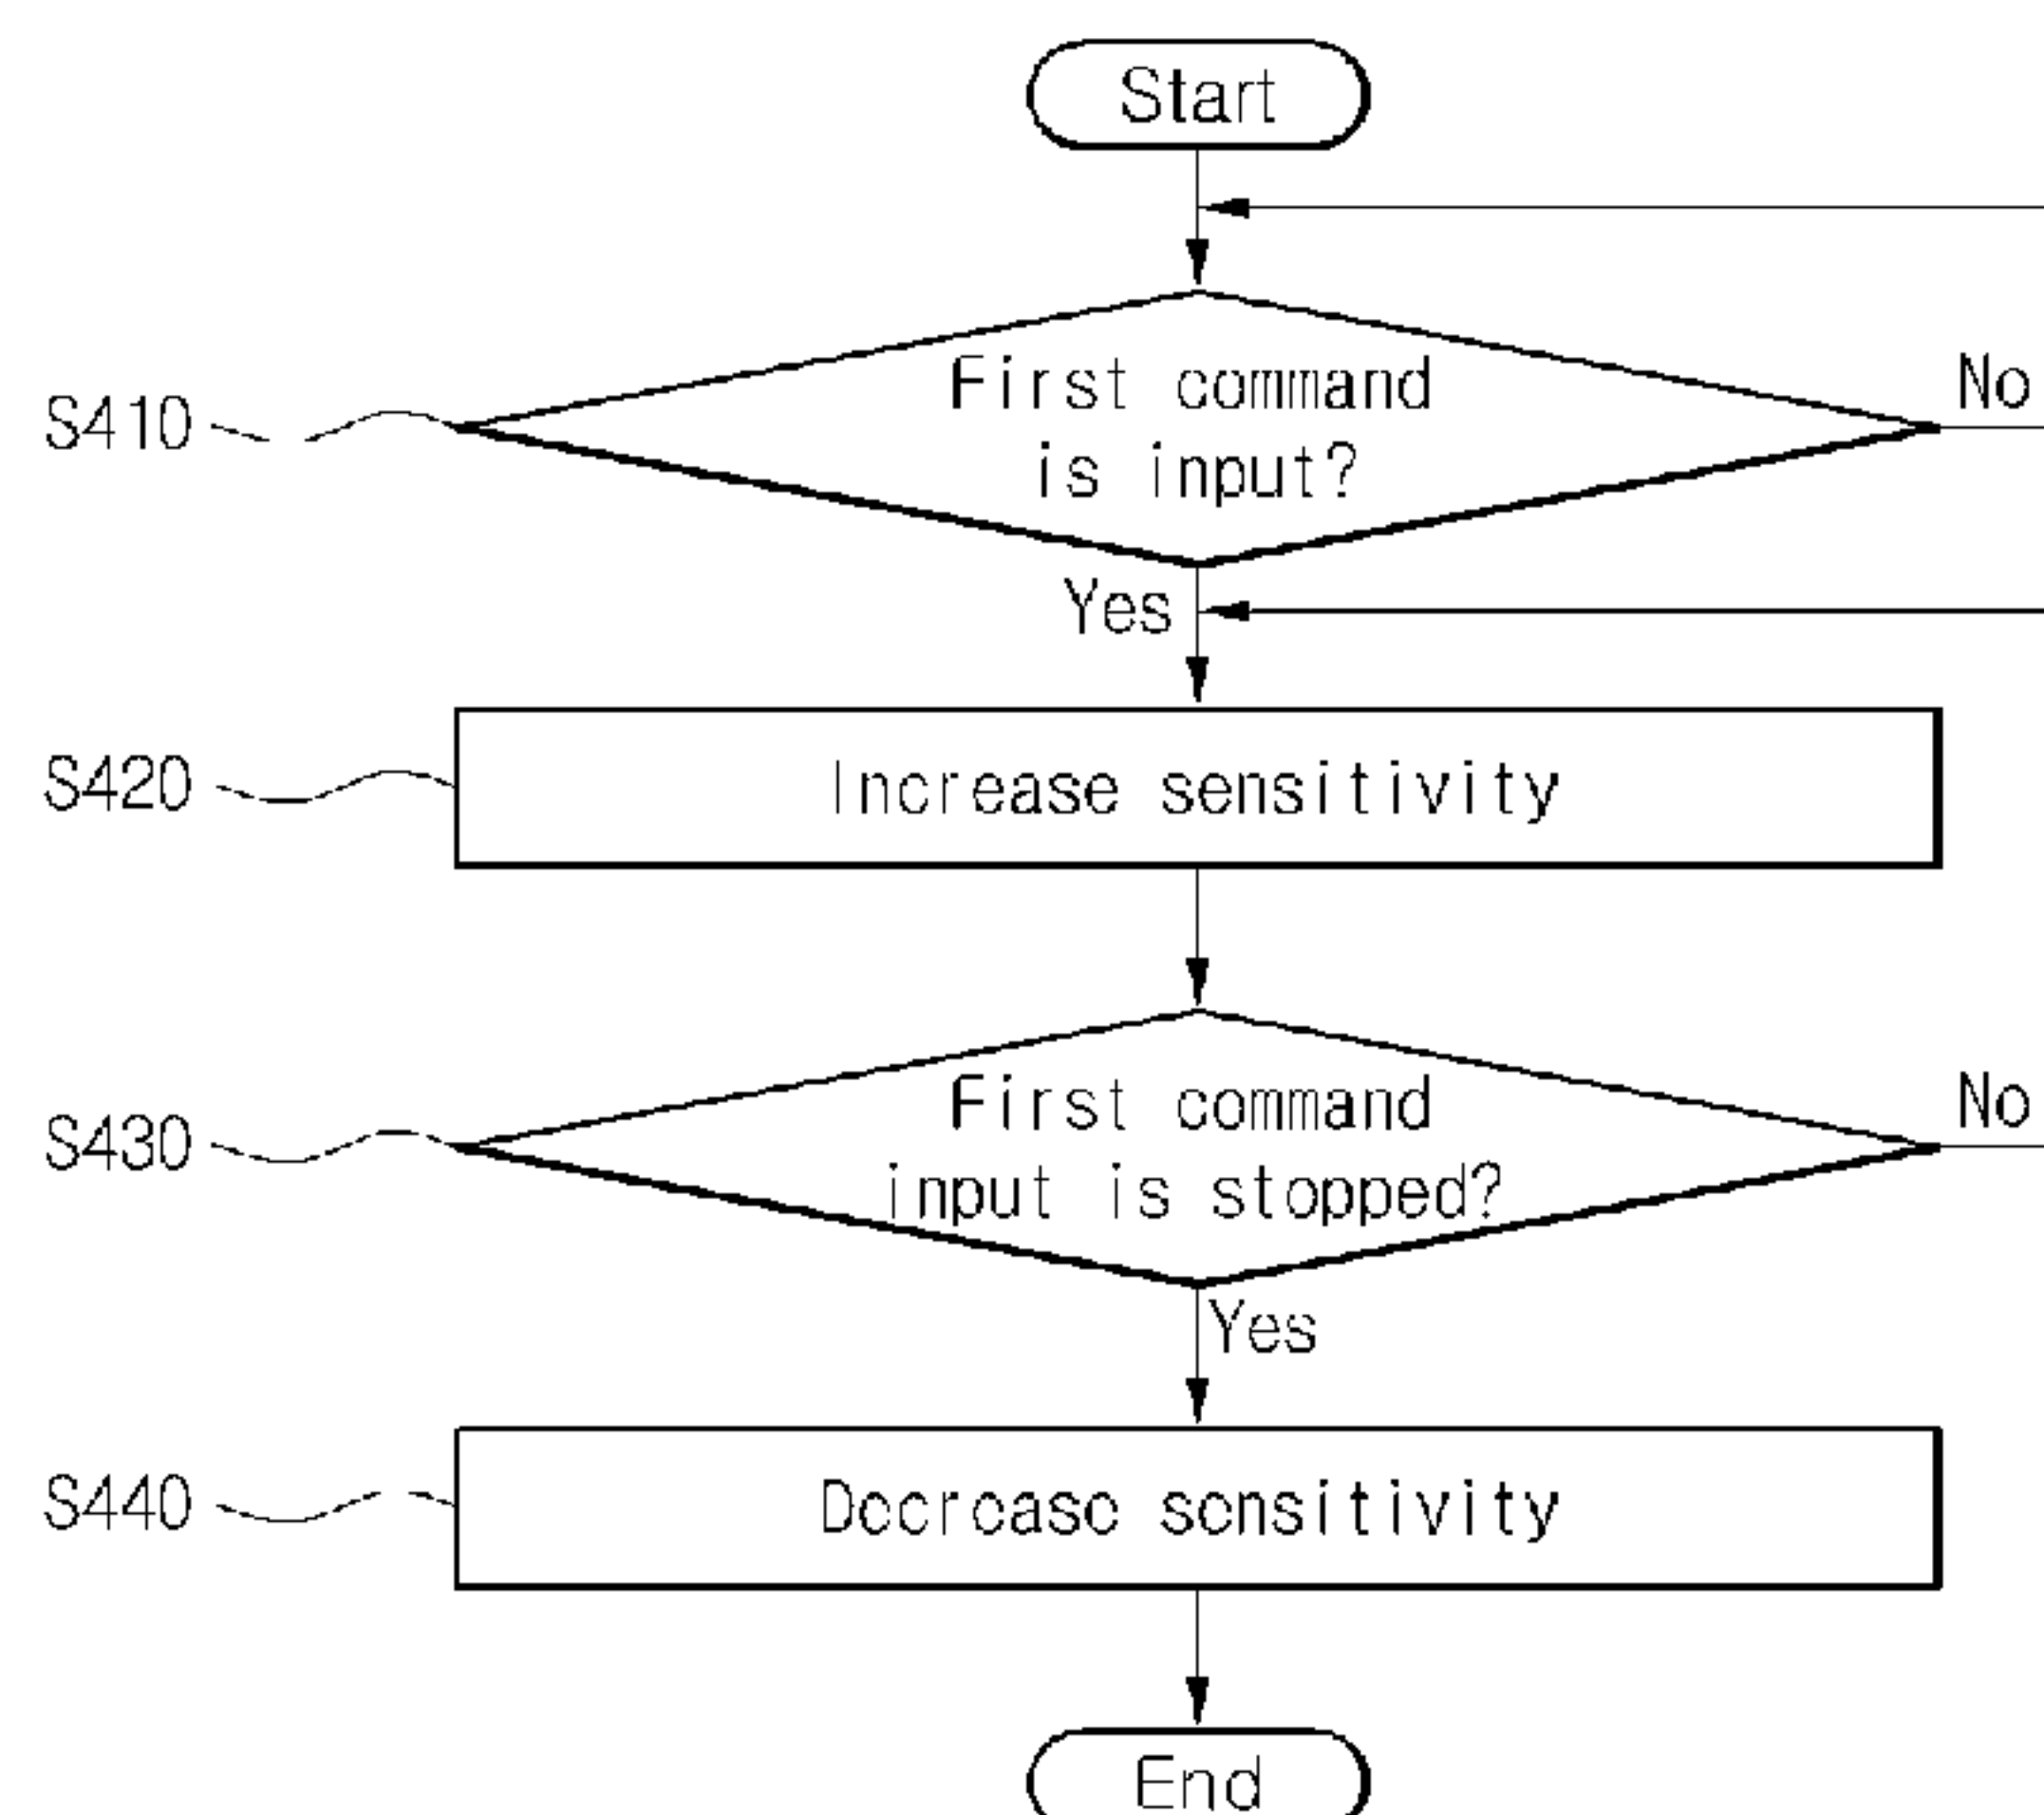 Start
First command
is input?
No
S410
Yes
S420
Increase sensitivity
First command
input is stopped?
No
S430
Yes
S440
Decrease sensitivity
End